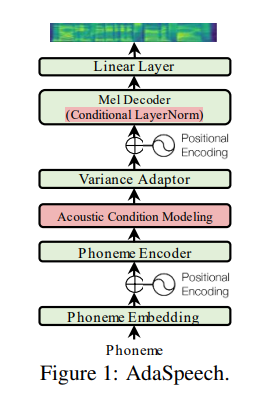 Linear Layer
Mel Decoder
(Conditional LayerNorm)
Positional
Encoding
Variance Adaptor
Acoustic Condition Modeling
Phoneme Encoder
Positional
Encoding
Phoneme Embedding
Phoneme
Figure 1: AdaSpeech.